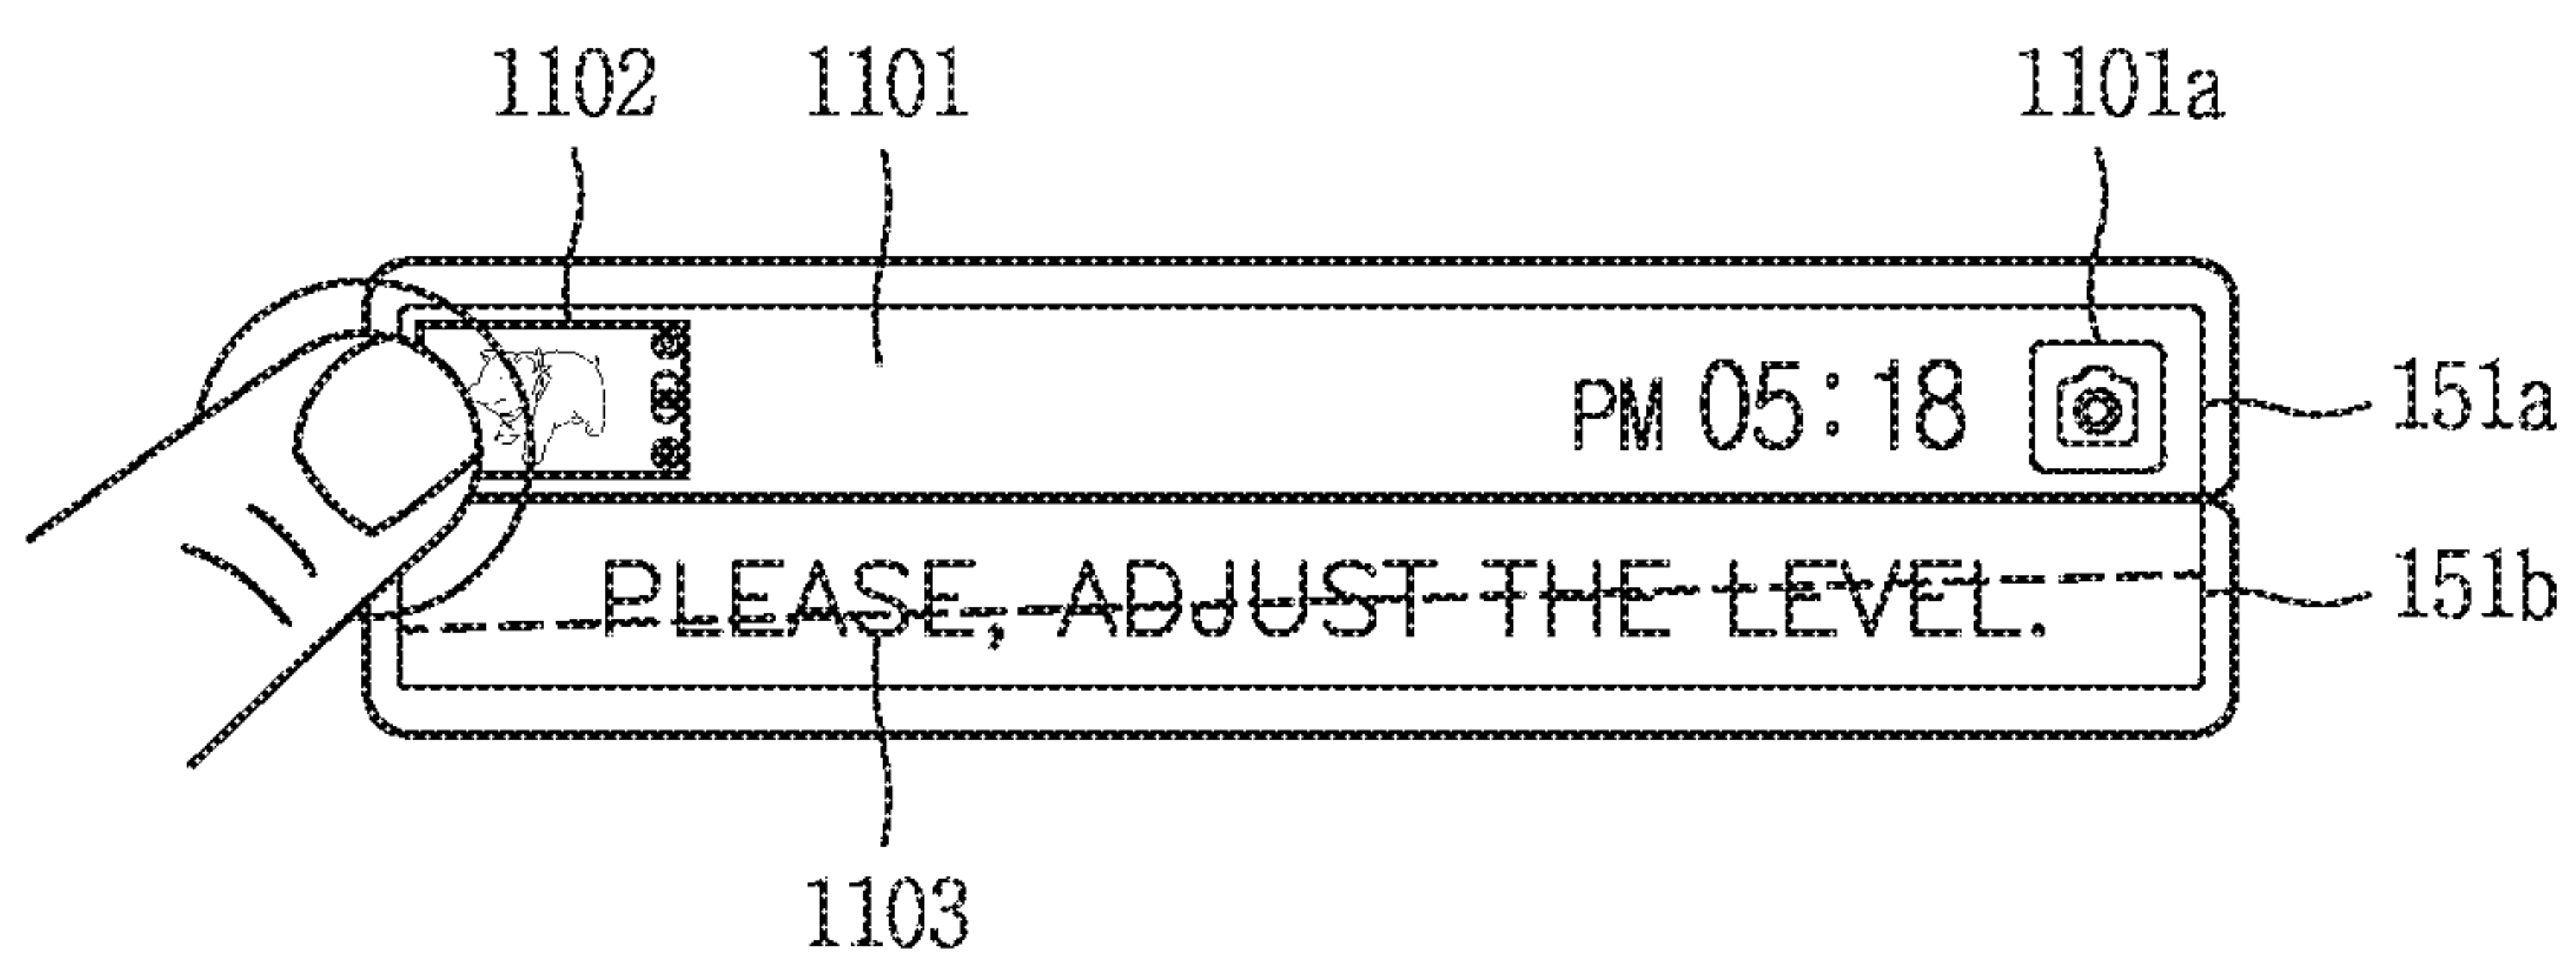 1102 1101 1101a
PM 05:18
151a
PLEASE, ADJUST THE LEVEL.
151b
1103